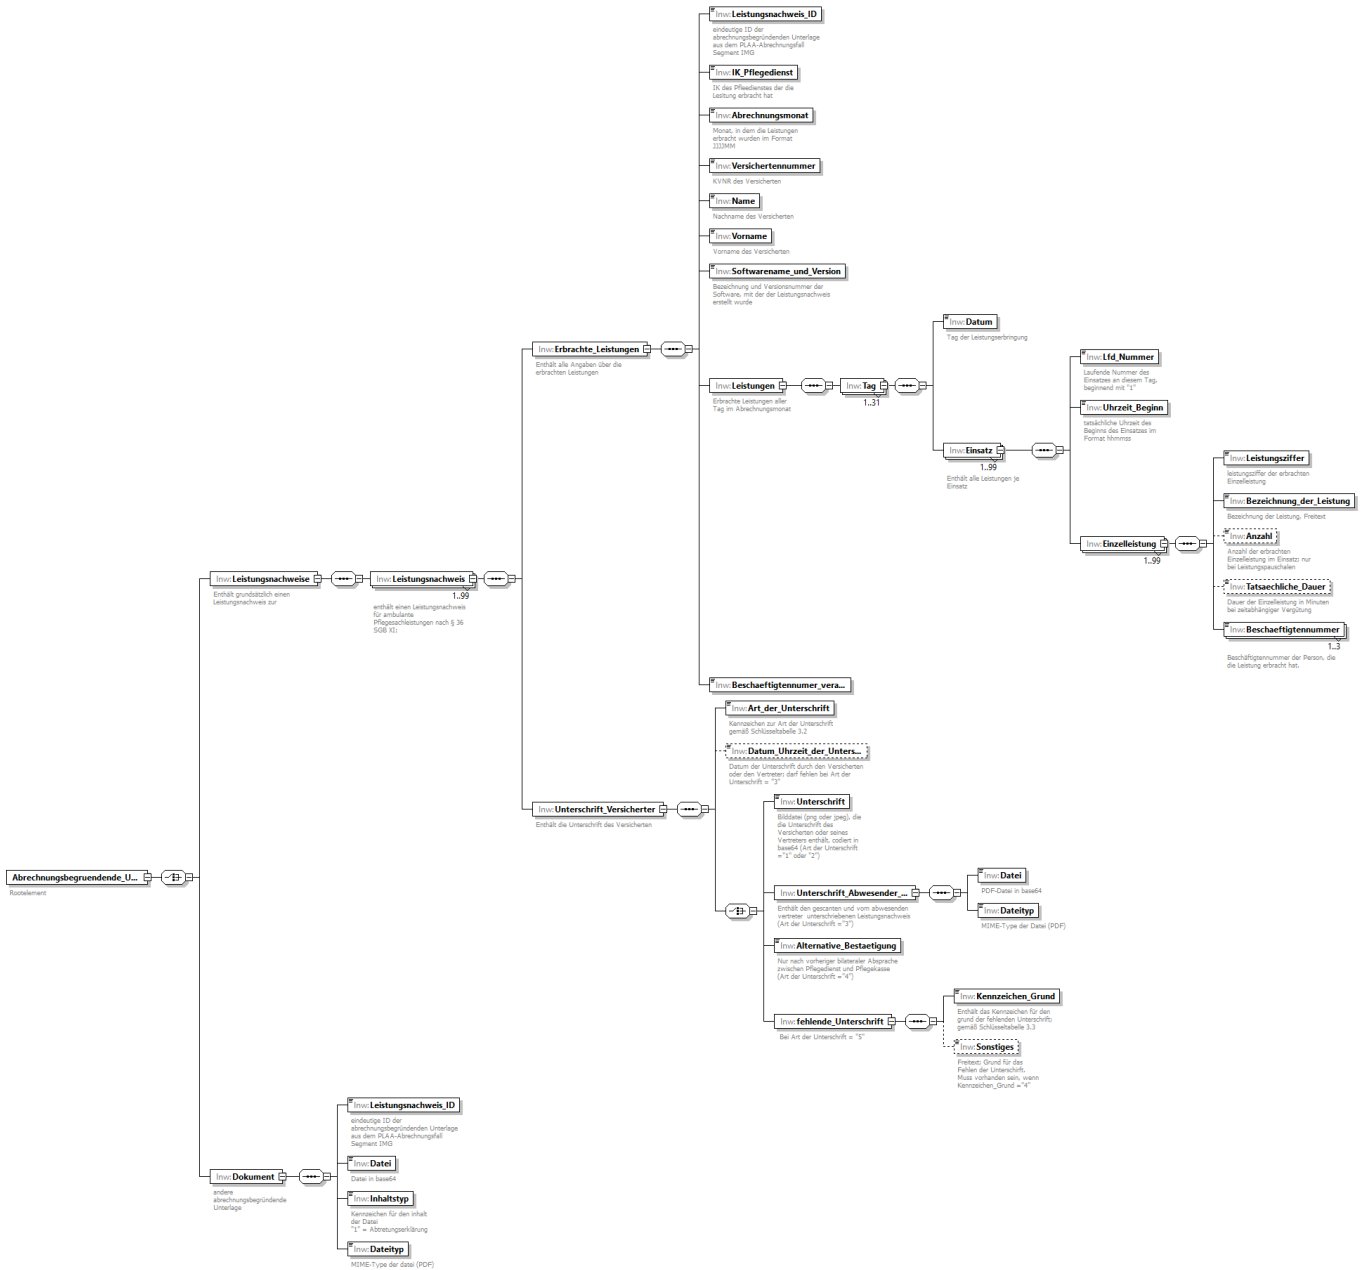 lnw:Leistungsnachweis_ID
eindeutige ID der
abrechnungsbegründenden Unterlage
aus dem PLAA-Abrechnungsfall
Segment IMG
lnw:IK_Pflegedienst
IK des Pfleedienstes der die
Lesitung erbracht hat
lnw:Abrechnungsmonat
Monat, in dem die Leistungen
erbracht wurden im Format
JJJJMM
lnw:Versichertennummer
KVNR des Versicherten
lnw:Name
Nachname des Versicherten
lnw:Vorname
Vorname des Versicherten
lnw:Softwarename_und_Version
Bezeichnung und Versionsnummer der
Software, mit der der Leistungsnachweis
erstellt wurde
lnw:Erbrachte_Leistungen
Enthält alle Angaben über die
erbrachten Leistungen
lnw:Leistungen
Erbrachte Leistungen aller
Tag im Abrechnungsmonat
lnw:Tag
1..31
lnw:Datum
Tag der Leistungserbringung
lnw:Einsatz
1..99
Enthält alle Leistungen je
Einsatz
lnw:Lfd_Nummer
Laufende Nummer des
Einsatzes an diesem Tag,
beginnend mit "1"
lnw:Uhrzeit_Beginn
tatsächliche Uhrzeit des
Beginns des Einsatzes im
Format hhmmss
lnw:Einzelleistung
1..99
lnw:Leistungsziffer
leistungsziffer der erbrachten
Einzelleistung
lnw:Bezeichnung_der_Leistung
Bezeichnung der Leistung, Freitext
lnw:Anzahl
Anzahl der erbrachten
Einzelleistung im Einsatz; nur
bei Leistungspauschalen
lnw:Tatsaechliche_Dauer
Dauer der Einzelleistung in Minuten
bei zeitabhängiger Vergütung
lnw:Beschaeftigtennummer
1..3
Beschäftigtennummer der Person, die
die Leistung erbracht hat.
lnw:Leistungsnachweise
Enthält grundsätzlich einen
Leistungsnachweis zur
lnw:Leistungsnachweis
1..99
enthält einen Leistungsnachweis
für ambulante
Pflegesachleistungen nach § 36
SGB XI;
lnw:Beschaeftigtennumer_vera...
lnw:Art_der_Unterschrift
Kennzeichen zur Art der Unterschrift
gemäß Schlüsseltabelle 3.2
lnw:Datum_Uhrzeit_der_Unters...
Datum der Unterschrift durch den Versicherten
oder den Vertreter; darf fehlen bei Art der
Unterschrift = "3"
lnw:Unterschrift_Versicherter
Enthält die Unterschrift des Versicherten
lnw:Unterschrift
Bilddatei (png oder jpeg), die
die Unterschrift des
Versicherten oder seines
Vertreters enthält, codiert in
base64 (Art der Unterschrift
="1" oder "2")
lnw:Unterschrift_Abwesender_...
Enthält den gescanten und vom abwesenden
vertreter unterschriebenen Leistungsnachweis
(Art der Unterschrift ="3")
lnw:Datei
PDF-Datei in base64
lnw:Dateityp
MIME-Type der Datei (PDF)
lnw:Alternative_Bestaetigung
Nur nach vorheriger bilateraler Absprache
zwischen Pflegedienst und Pflegekasse
(Art der Unterschrift ="4")
lnw:fehlende_Unterschrift
Bei Art der Unterschrift = "5"
lnw:Kennzeichen_Grund
Enthält das Kennzeichen für den
grund der fehlenden Unterschrift;
gemäß Schlüsseltabelle 3.3
lnw:Sonstiges
Freitext; Grund für das
Fehlen der Unterschrift.
Muss vorhanden sein, wenn
Kennzeichen_Grund ="4"
Abrechnungsbegruendende_U...
Rootelement
lnw:Dokument
andere
abrechnungsbegründende
Unterlage
lnw:Leistungsnachweis_ID
eindeutige ID der
abrechnungsbegründenden Unterlage
aus dem PLAA-Abrechnungsfall
Segment IMG
lnw:Datei
Datei in base64
lnw:Inhaltstyp
Kennzeichen für den inhalt
der Datei
"1" = Abtretungserklärung
lnw:Dateityp
MIME-Type der datei (PDF)